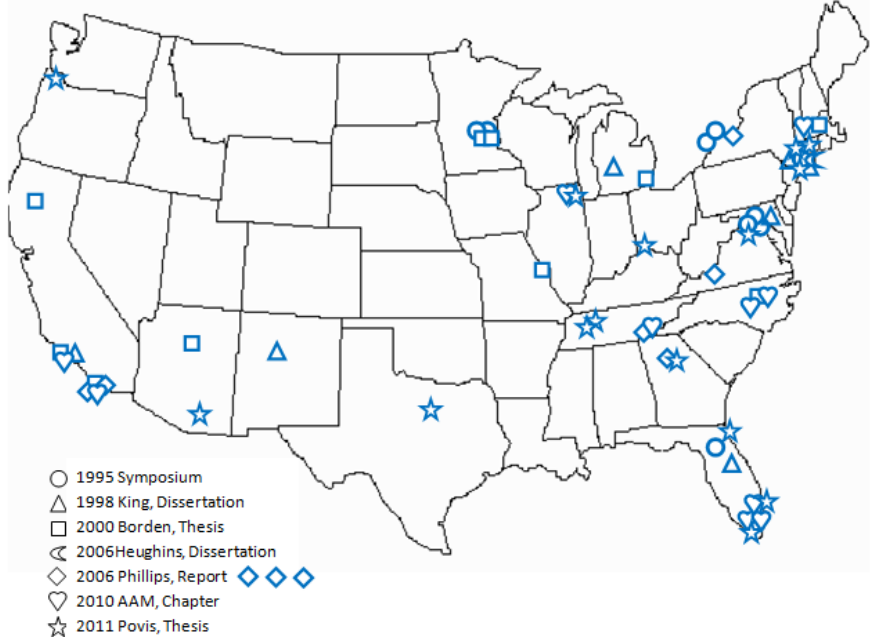 1995 Symposium
1998 King, Dissertation
2000 Borden, Thesis
2006Heughins, Dissertation
2006 Phillips, Report
2010 AAM, Chapter
2011 Povis, Thesis